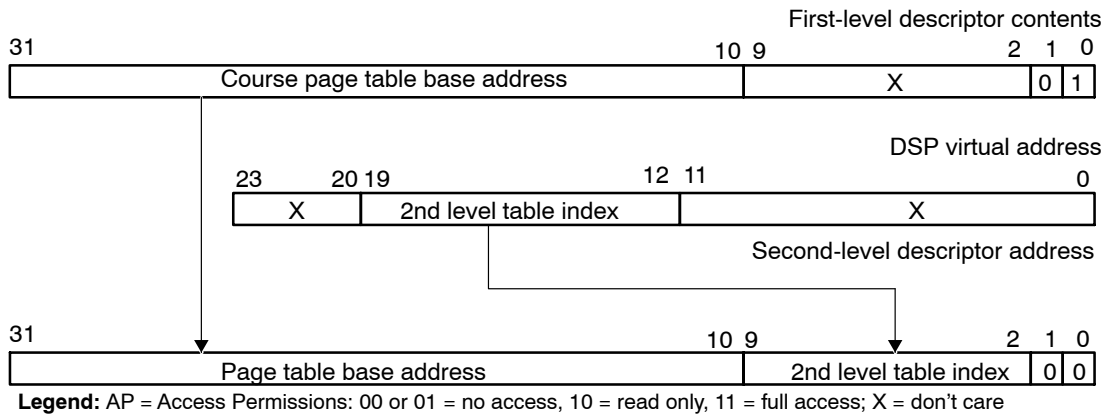 First-level descriptor contents
31 10 9 2 1 0
Course page table base address X 0 1
DSP virtual address
23 20 19 12 11 0
X 2nd level table index X
Second-level descriptor address
31 10 9 2 1 0
Page table base address 2nd level table index 0 0
Legend: AP = Access Permissions: 00 or 01 = no access, 10 = read only, 11 = full access; X = don't care